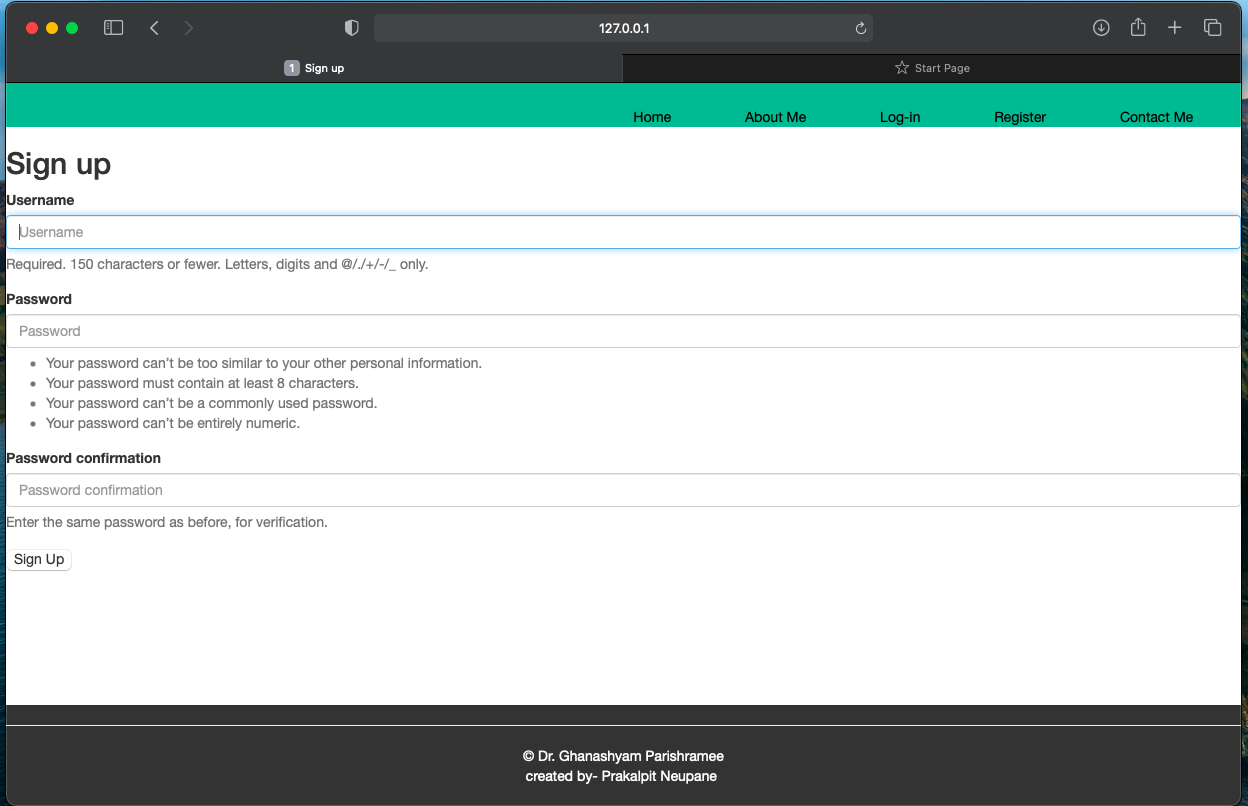 127.0.0.1
1 Sign up
Start Page
Home About Me Log-in Register Contact Me
Sign up
Username
Username
Required. 150 characters or fewer. Letters, digits and @/./+/-/_ only.
Password
Password
• Your password can’t be too similar to your other personal information.
• Your password must contain at least 8 characters.
• Your password can’t be a commonly used password.
• Your password can’t be entirely numeric.
Password confirmation
Password confirmation
Enter the same password as before, for verification.
Sign Up
© Dr. Ghanashyam Parishramee
created by- Prakalpit Neupane